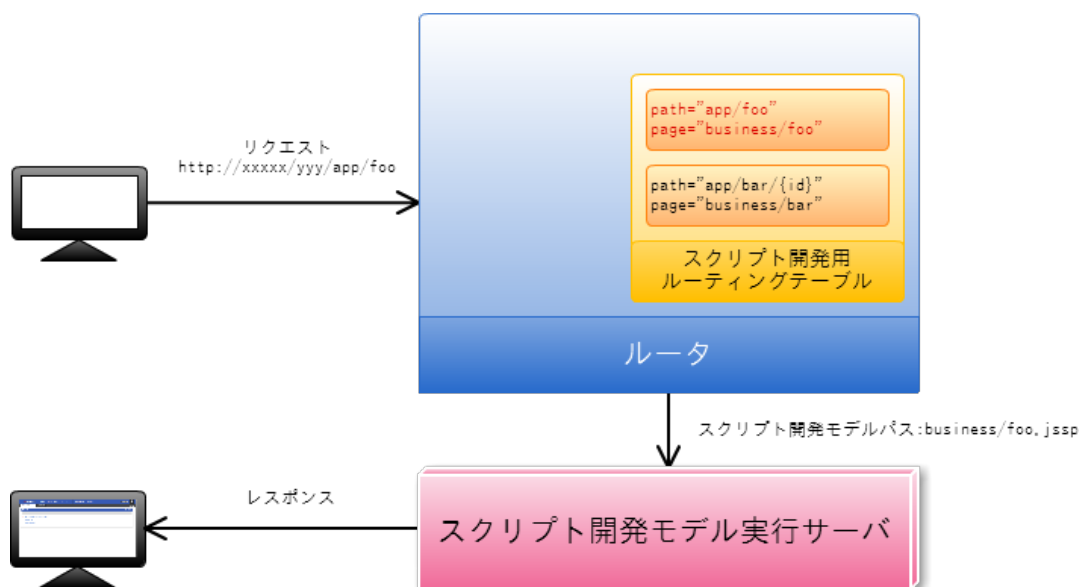 path="app/foo"
page="business/foo"
リクエスト
http://xxxxx/yyy/app/foo
path="app/bar/{id}"
page="business/bar"
スクリプト開発用
ルーティングテーブル
ルータ
スクリプト開発モデルパス:business/foo.jssp
レスポンス
スクリプト開発モデル実行サーバ